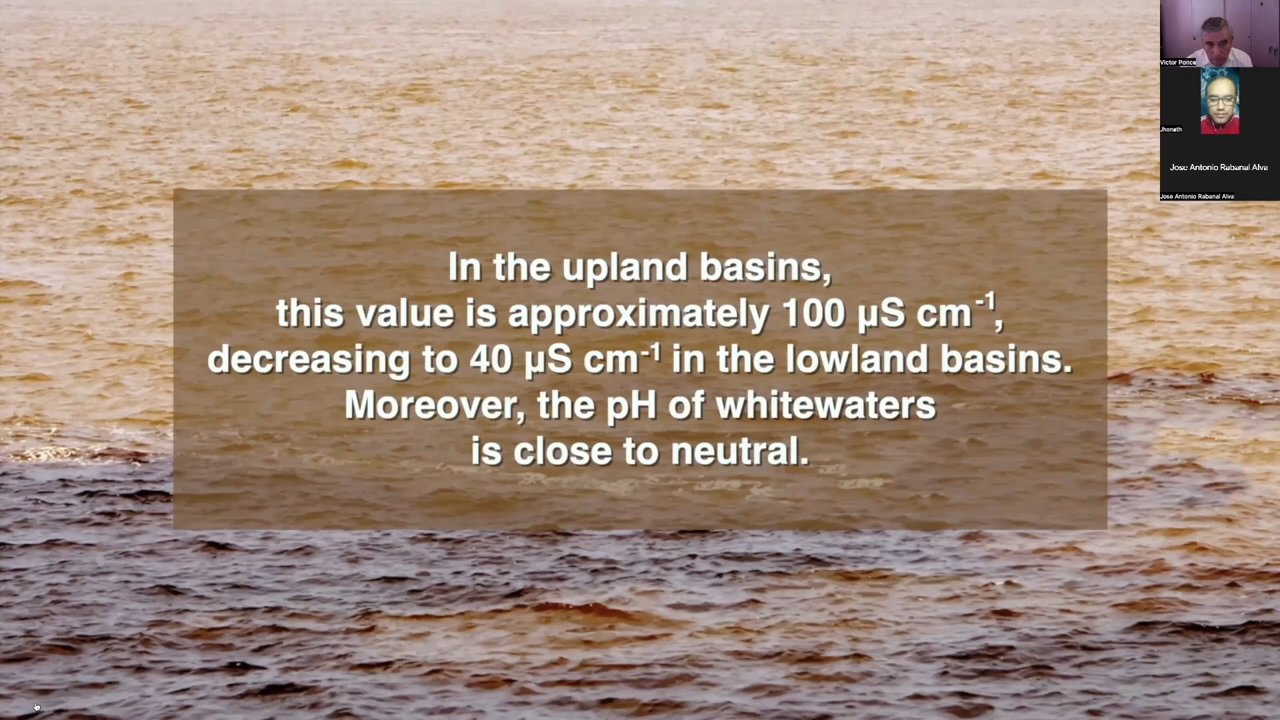 In the upland basins,
this value is approximately 100 µS cm⁻¹,
decreasing to 40 µS cm⁻¹ in the lowland basins.
Moreover, the pH of whitewaters
is close to neutral.
Victor Ponce
Jhonath
Jose Antonio Rabanal Alva
Jose Antonio Rabanal Alva